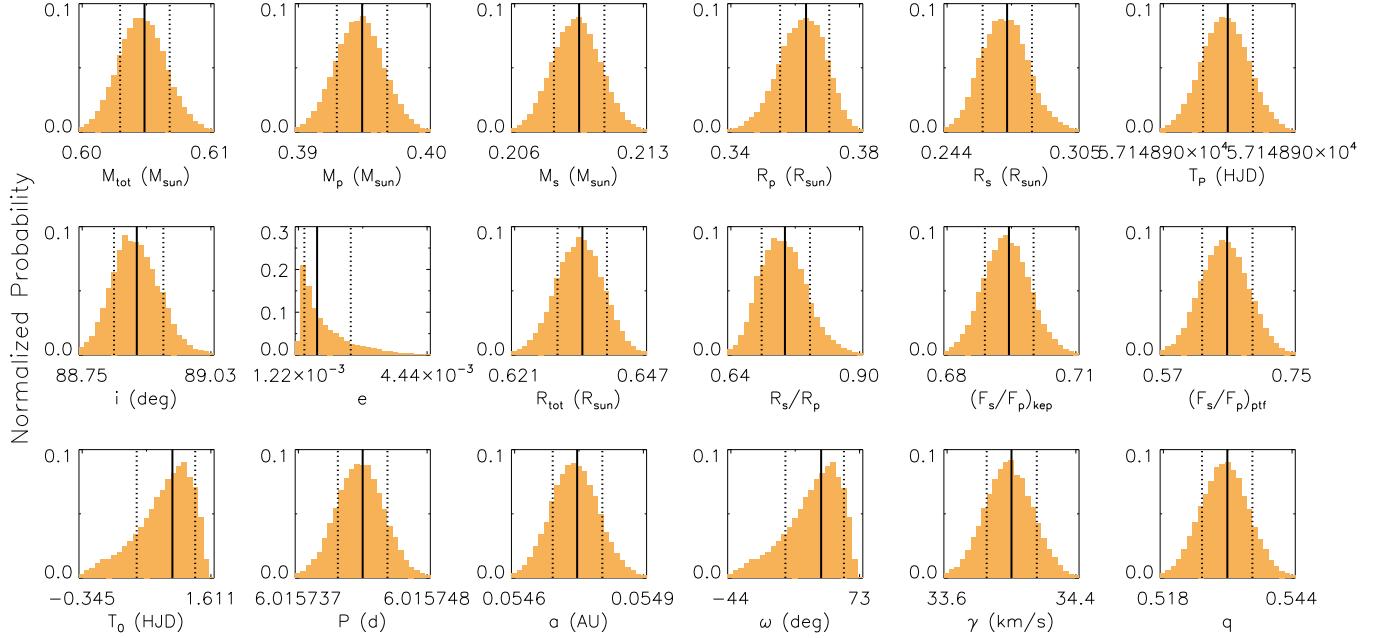 Normalized Probability
0.1 0.1 0.1 0.1 0.1 0.1
0.0 0.0 0.0 0.0 0.0 0.0
0.60 0.61 0.39 0.40 0.206 0.213 0.34 0.38 0.244 0.305 5.714890×10⁴ 5.714890×10⁴
M_tot (M_sun) M_p (M_sun) M_s (M_sun) R_p (R_sun) R_s (R_sun) T_P (HJD)
0.1 0.3 0.1 0.1 0.1 0.1
0.2
0.1
0.0 0.0 0.0 0.0 0.0 0.0
88.75 89.03 1.22×10⁻³ 4.44×10⁻³ 0.621 0.647 0.64 0.90 0.68 0.71 0.57 0.75
i (deg) e R_tot (R_sun) R_s/R_p (F_s/F_p)_kep (F_s/F_p)_ptf
0.1 0.1 0.1 0.1 0.1 0.1
0.0 0.0 0.0 0.0 0.0 0.0
−0.345 1.611 6.015737 6.015748 0.0546 0.0549 −44 73 33.6 34.4 0.518 0.544
T_0 (HJD) P (d) a (AU) ω (deg) γ (km/s) q